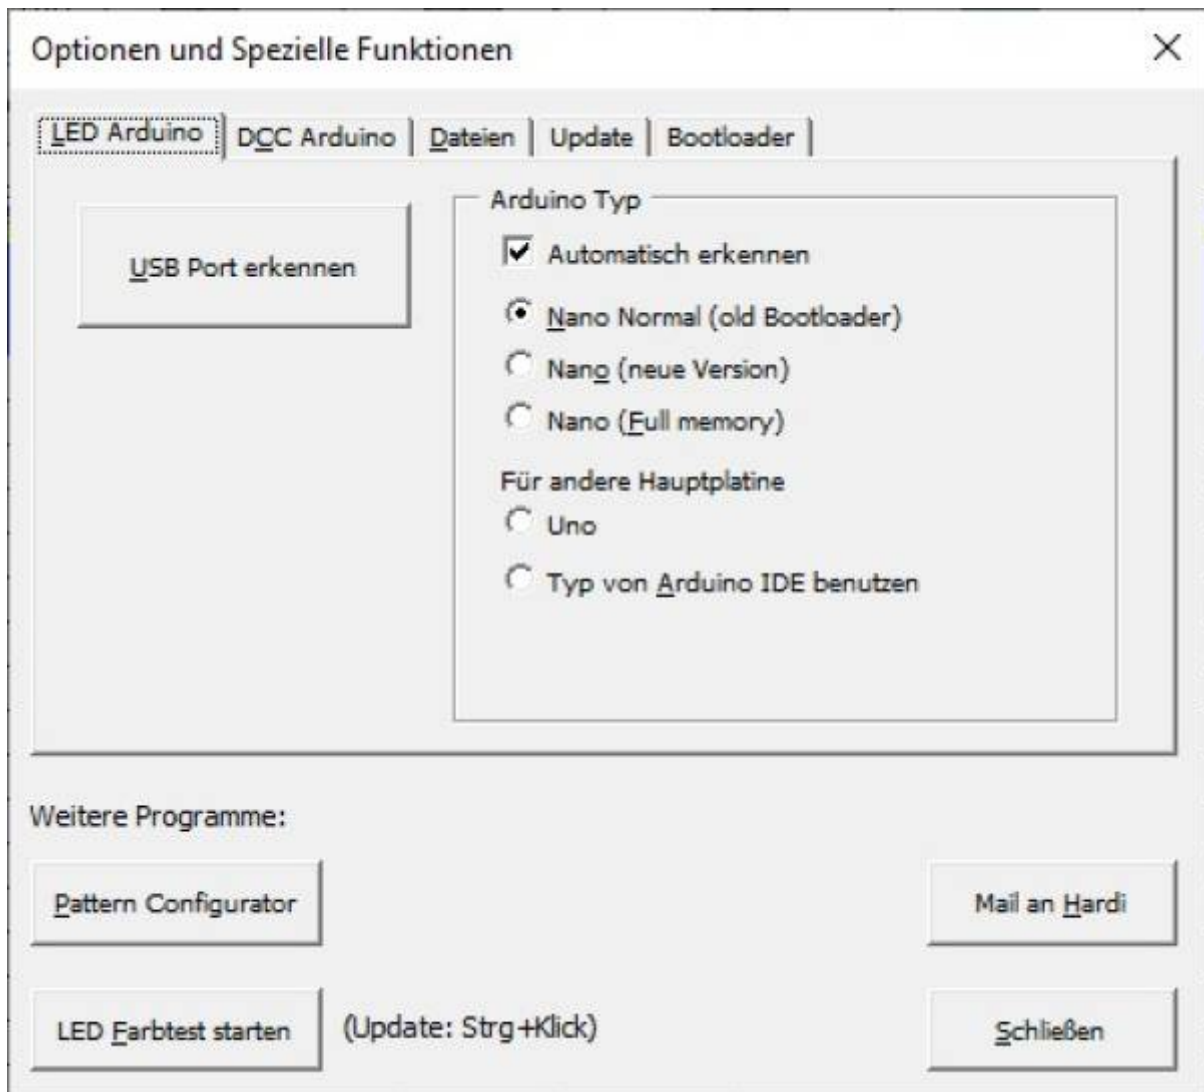 Optionen und Spezielle Funktionen
LED Arduino DCC Arduino Dateien Update Bootloader
USB Port erkennen
Arduino Typ
Automatisch erkennen
Nano Normal (old Bootloader)
Nano (neue Version)
Nano (Full memory)
Für andere Hauptplatine
Uno
Typ von Arduino IDE benutzen
Weitere Programme:
Pattern Configurator
Mail an Hardi
LED Farbtest starten
(Update: Strg+Klick)
Schließen